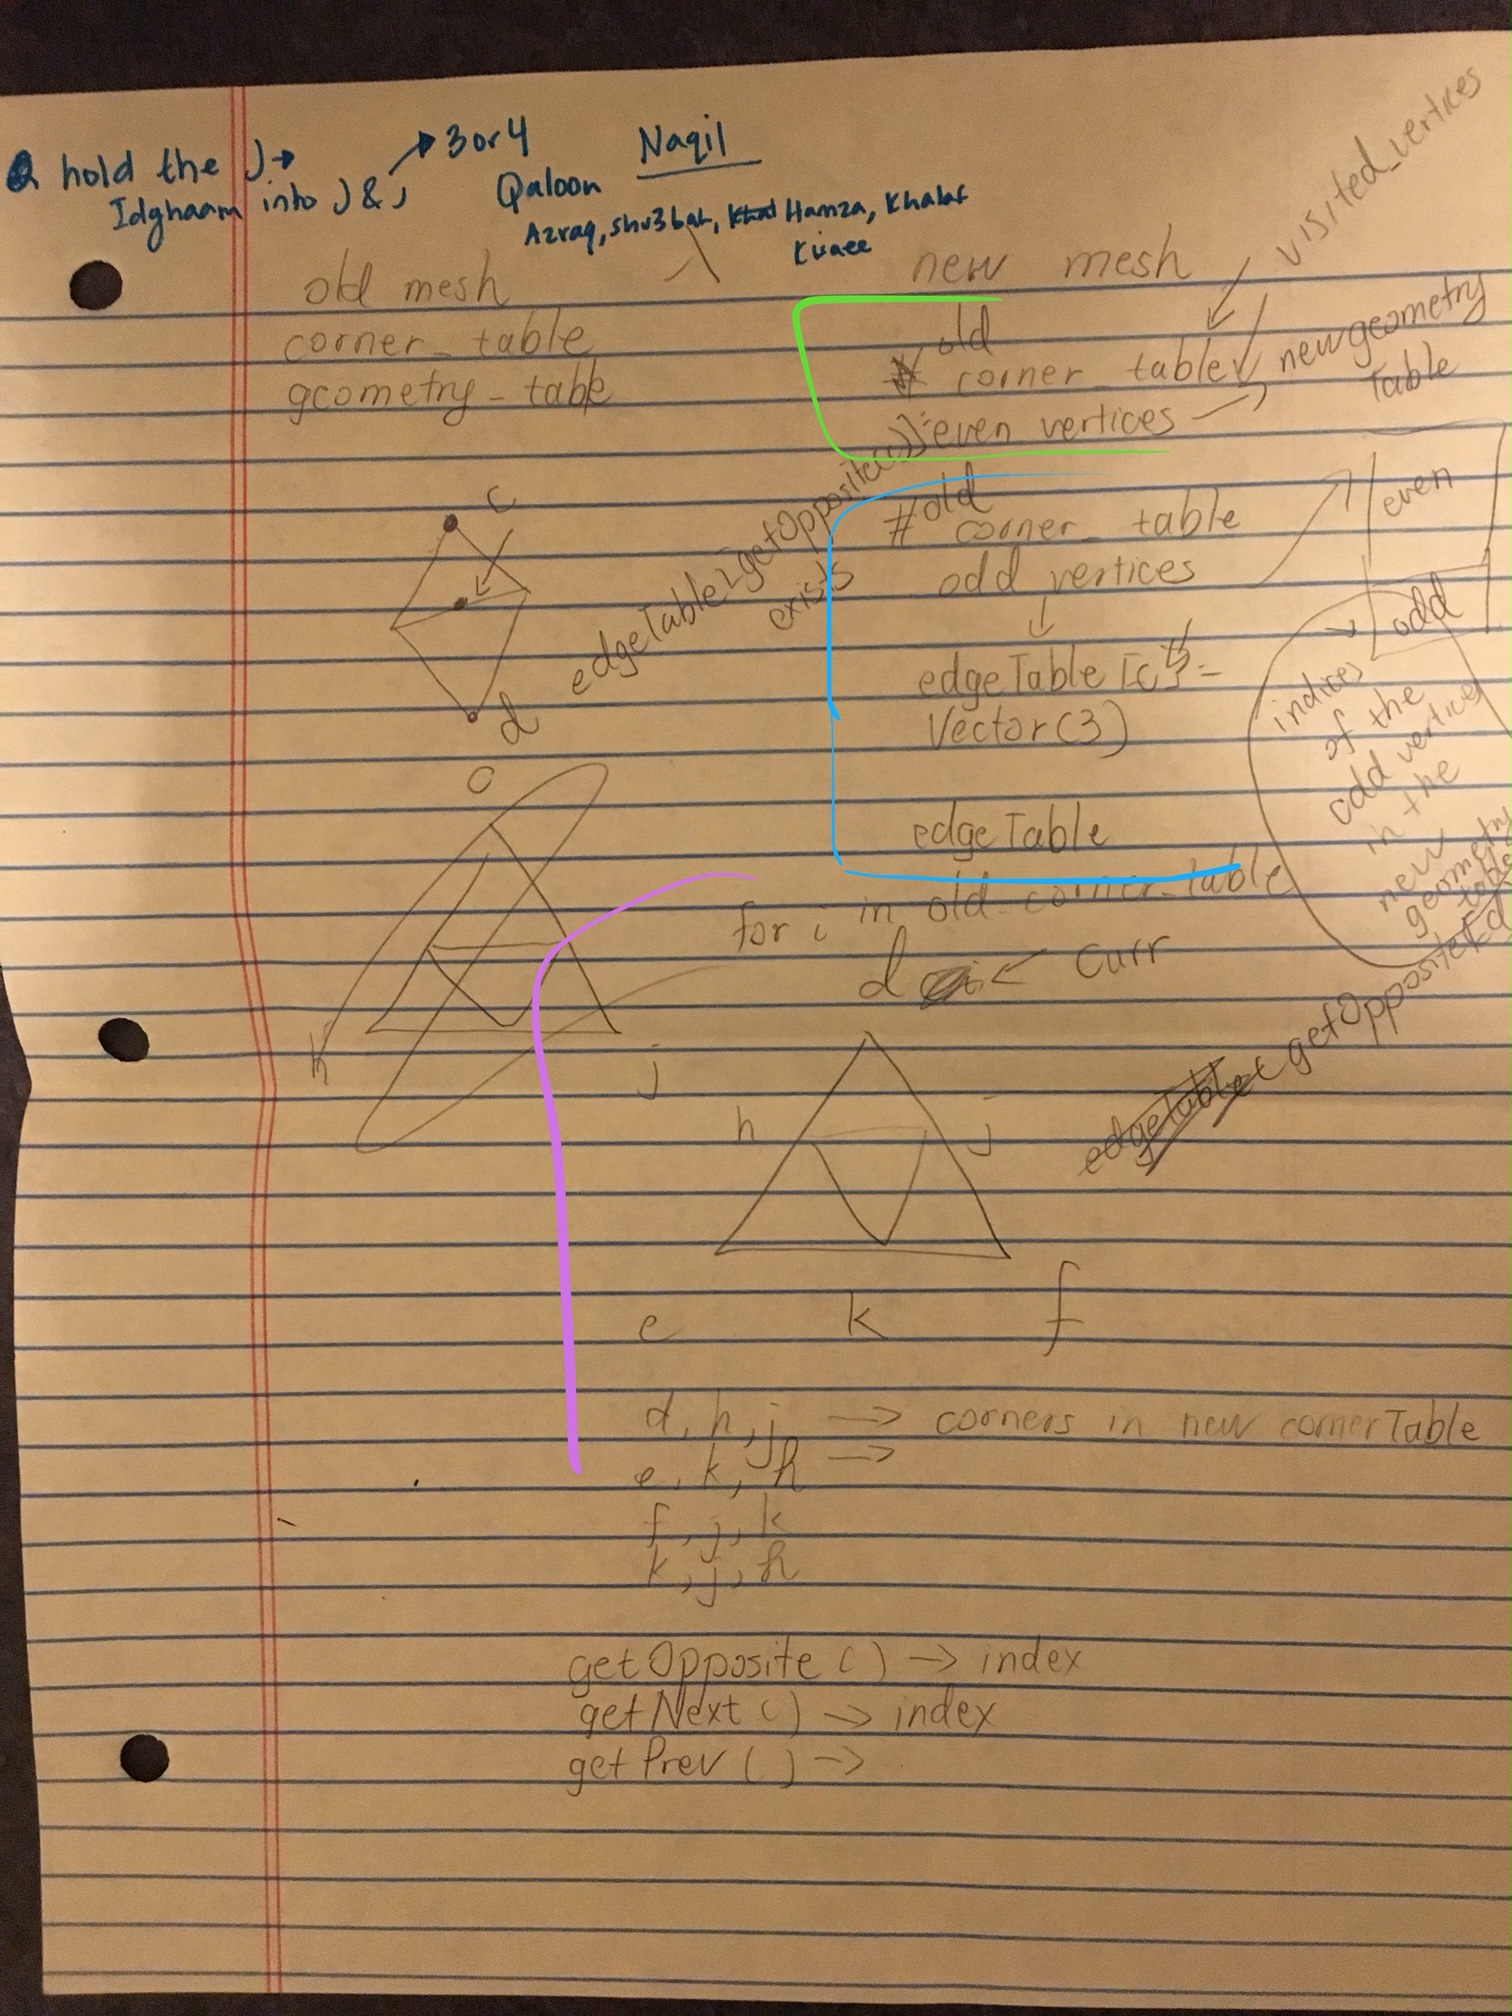 hold the J →
Idghaam into J & J → 3 or 4
Naqil
Qaloon
Azraq, Shu3bah, Hamza, Khalaf
Kisaee
visited_vertices
old mesh
corner_table
geometry_table
new mesh
old
corner_table
even vertices →
new geometry
Table
edgeTable[getOpposite(c)]
exists
c
d
# old
corner_table
odd vertices
↓
edgeTable[c] =
Vector(3)
edgeTable
even
odd
indices
of the
odd vertices
in the
new
geometry
table
c
h
j
for i in old_corner_table
d ← curr
edgeTable[ getOpposite[d
h
j
e
k
f
d, h, j → corners in new cornerTable
e, k, h →
f, j, k
k, j, h
getOpposite ( ) → index
getNext ( ) → index
getPrev ( ) →